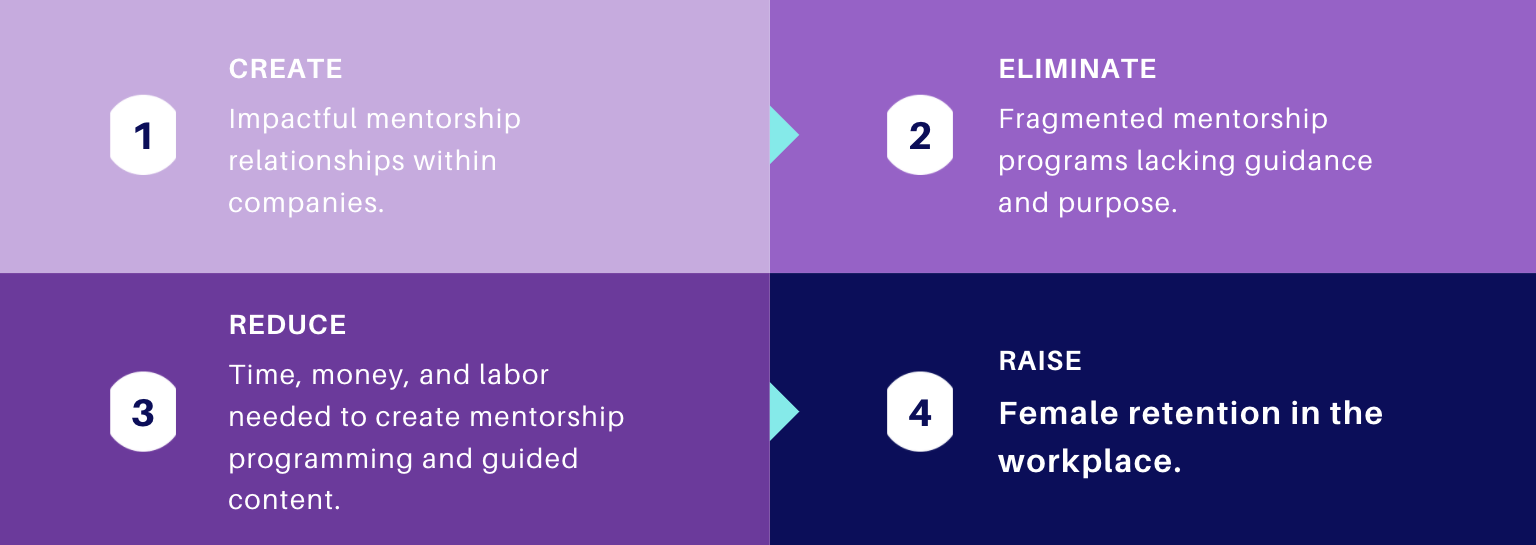 1
CREATE
Impactful mentorship
relationships within
companies.
2
ELIMINATE
Fragmented mentorship
programs lacking guidance
and purpose.
3
REDUCE
Time, money, and labor
needed to create mentorship
programming and guided
content.
4
RAISE
Female retention in the
workplace.